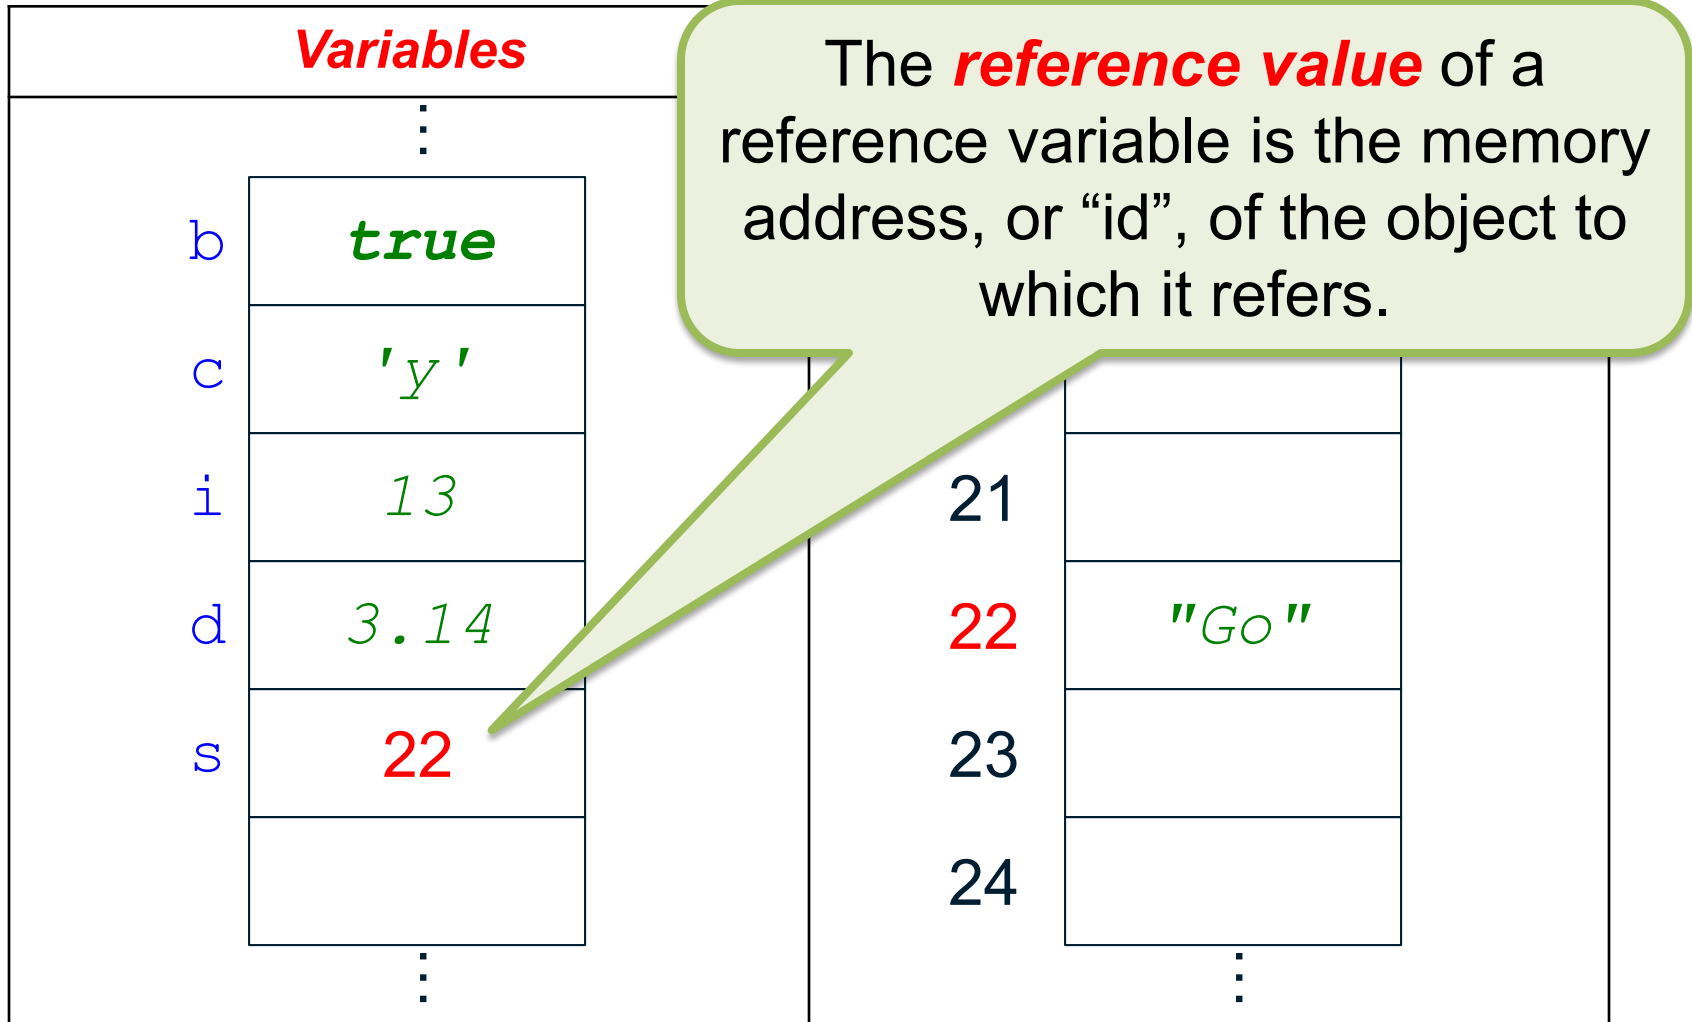 Variables
The reference value of a
reference variable is the memory
address, or “id”, of the object to
which it refers.
⋮
b true
c 'y'
i 13
d 3.14
s 22
⋮
21
22 "Go"
23
24
⋮